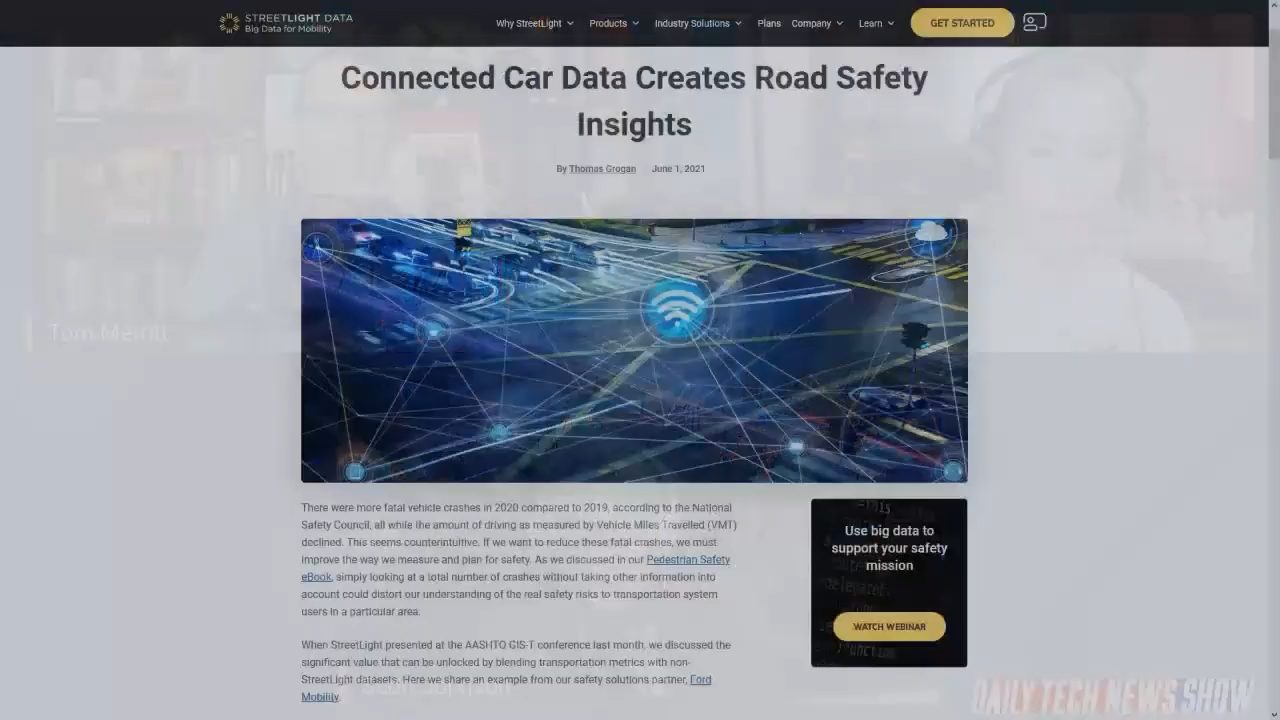 STREETLIGHT DATA
Big Data for Mobility
Why StreetLight
Products
Industry Solutions
Plans
Company
Learn
GET STARTED
Connected Car Data Creates Road Safety
Insights
By Thomas Grogan June 1, 2021
Tom Merritt
There were more fatal vehicle crashes in 2020 compared to 2019, according to the National
Safety Council, all while the amount of driving as measured by Vehicle Miles Travelled (VMT)
declined. This seems counterintuitive. If we want to reduce these fatal crashes, we must
improve the way we measure and plan for safety. As we discussed in our Pedestrian Safety
eBook, simply looking at a total number of crashes without taking other information into
account could distort our understanding of the real safety risks to transportation system
users in a particular area.
When StreetLight presented at the AASHTO GIS-T conference last month, we discussed the
significant value that can be unlocked by blending transportation metrics with non-
StreetLight datasets. Here we share an example from our safety solutions partner, Ford
Mobility.
Use big data to
support your safety
mission
WATCH WEBINAR
DAILY TECH NEWS SHOW